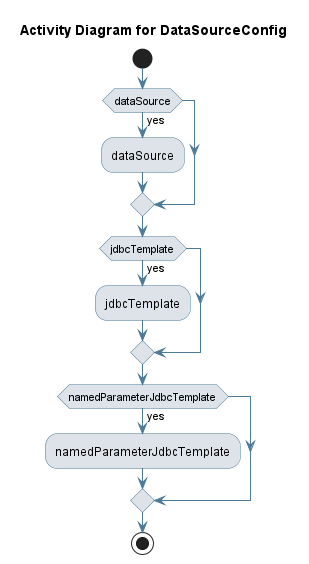 Activity Diagram for DataSourceConfig
dataSource
yes
dataSource
jdbcTemplate
yes
jdbcTemplate
namedParameterJdbcTemplate
yes
namedParameterJdbcTemplate